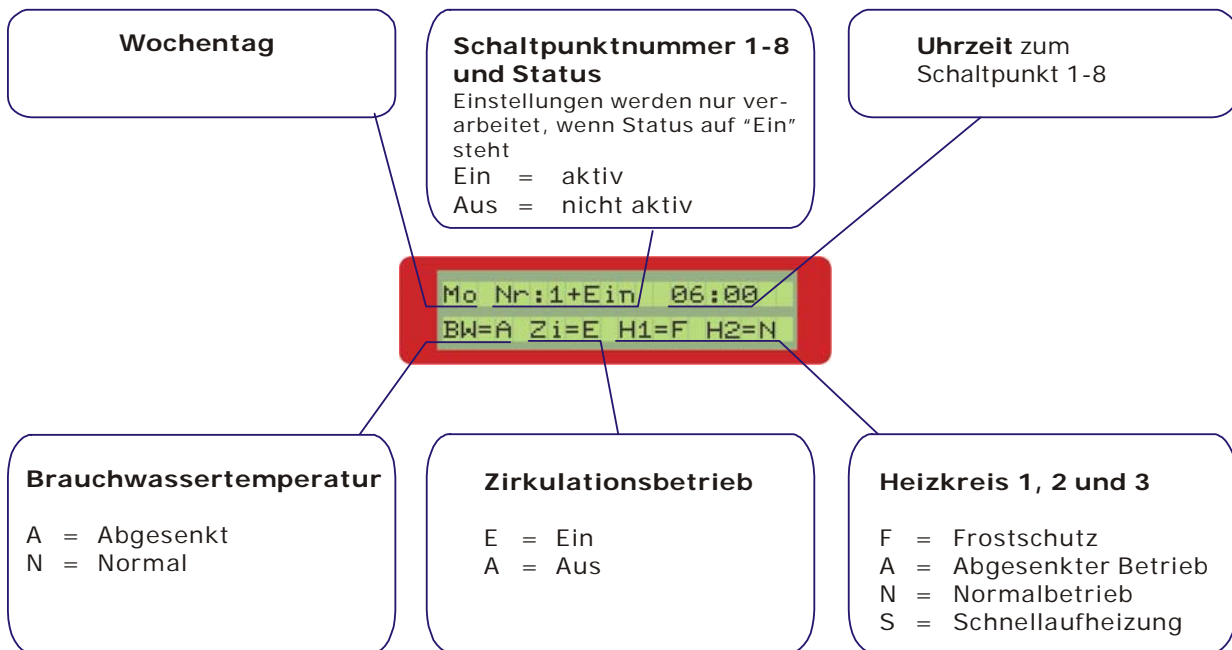 Wochentag
Schaltpunktnummer 1-8
und Status
Einstellungen werden nur ver-
arbeitet, wenn Status auf “Ein”
steht
Ein = aktiv
Aus = nicht aktiv
Uhrzeit zum
Schaltpunkt 1-8
Mo Nr:1+Ein 06:00
BW=A Zi=E H1=F H2=N
Brauchwassertemperatur
A = Abgesenkt
N = Normal
Zirkulationsbetrieb
E = Ein
A = Aus
Heizkreis 1, 2 und 3
F = Frostschutz
A = Abgesenkter Betrieb
N = Normalbetrieb
S = Schnellaufheizung